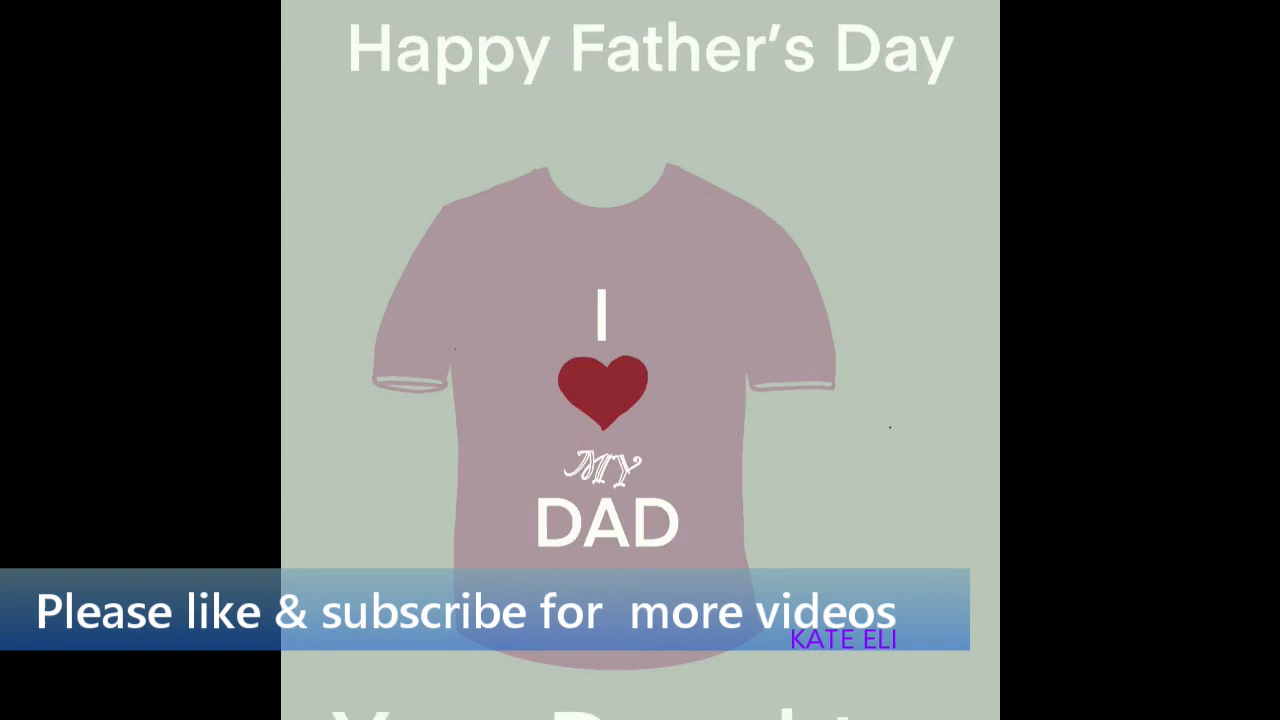 Happy Father's Day
I
MY
DAD
Please like & subscribe for more videos
KATE ELI